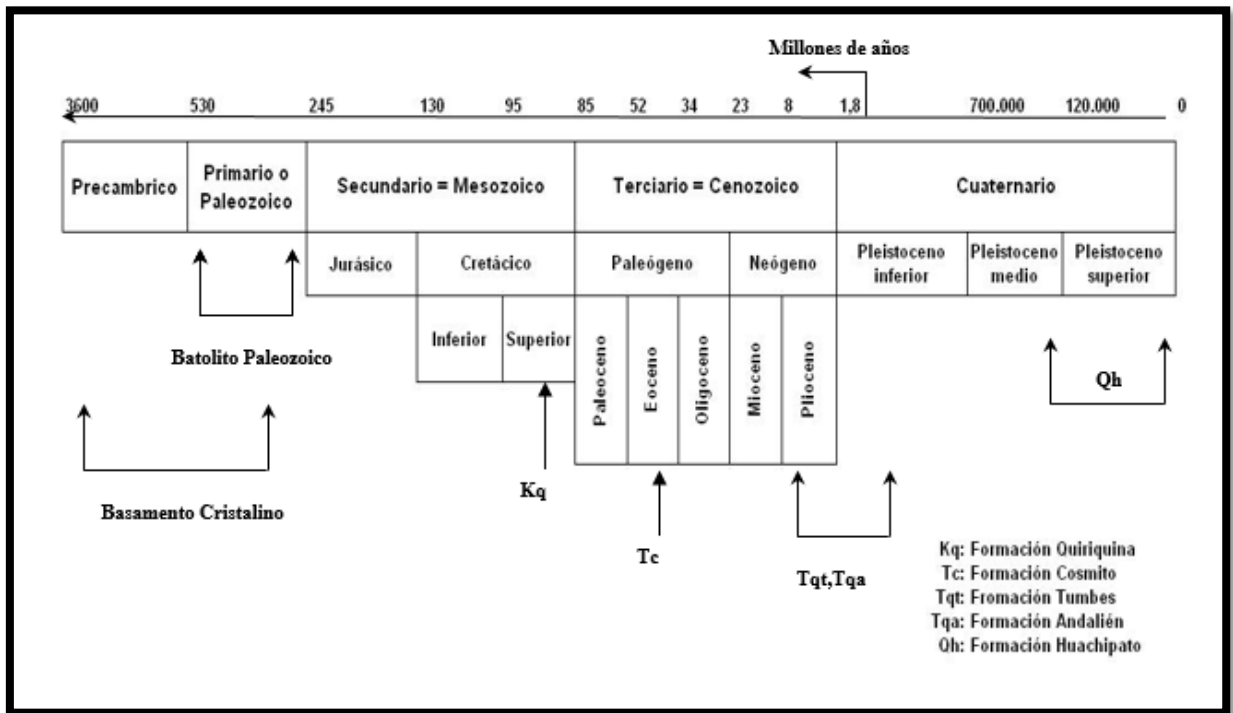 Millones de años
3600 530 245 130 95 85 52 34 23 8 1,8 700.000 120.000 0
Precambrico
Primario o
Paleozoico
Secundario = Mesozoico
Terciario = Cenozoico
Cuaternario
Jurásico
Cretácico
Paleógeno
Neógeno
Pleistoceno
inferior
Pleistoceno
medio
Pleistoceno
superior
Inferior
Superior
Paleoceno
Eoceno
Oligoceno
Mioceno
Plioceno
Batolito Paleozoico
Basamento Cristalino
Kq
Tc
Tqt,Tqa
Qh
Kq: Formación Quiriquina
Tc: Formación Cosmito
Tqt: Fromación Tumbes
Tqa: Formación Andalién
Qh: Formación Huachipato